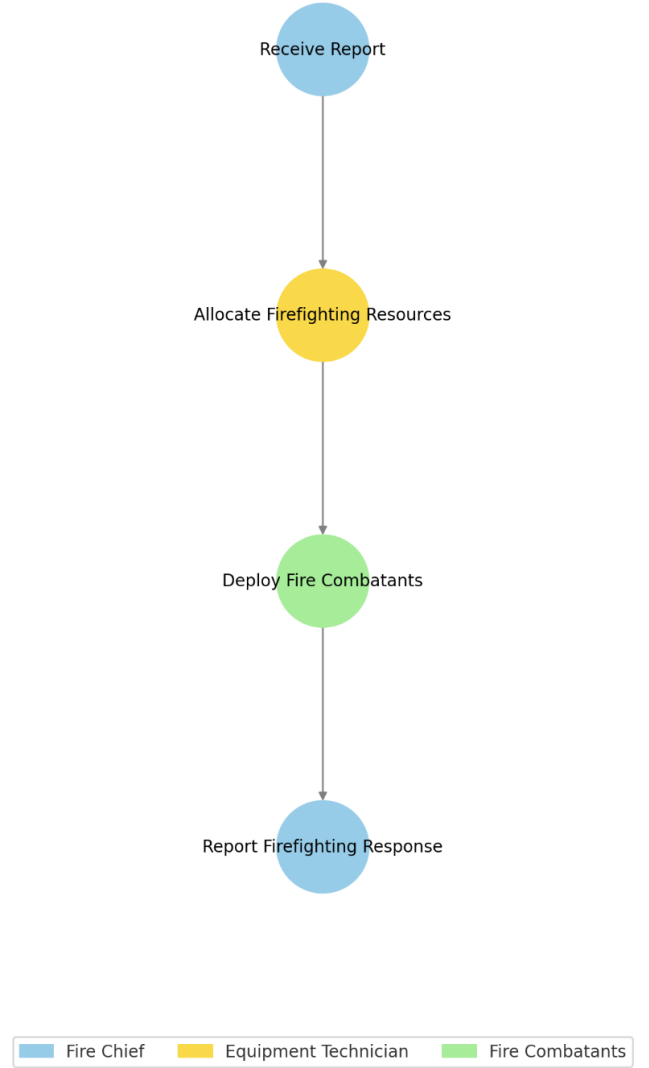 Receive Report
Allocate Firefighting Resources
Deploy Fire Combatants
Report Firefighting Response
Fire Chief Equipment Technician Fire Combatants